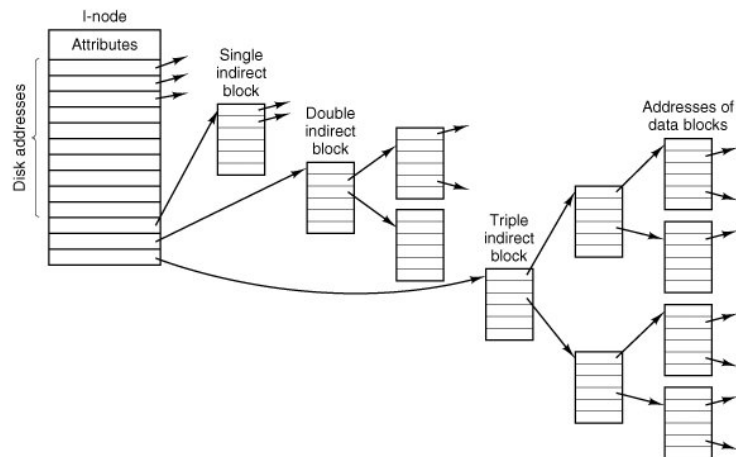 I-node
Attributes
Disk addresses
Single
indirect
block
Double
indirect
block
Triple
indirect
block
Addresses of
data blocks